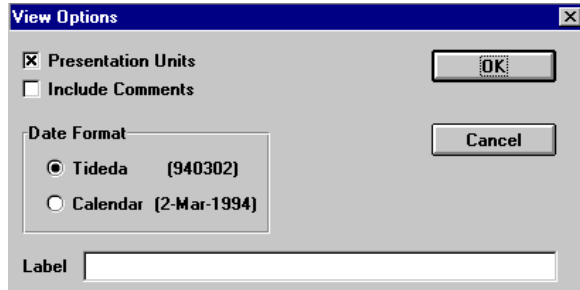 View Options
Presentation Units
OK
Include Comments
Date Format
Cancel
Tideda (940302)
Calendar (2-Mar-1994)
Label